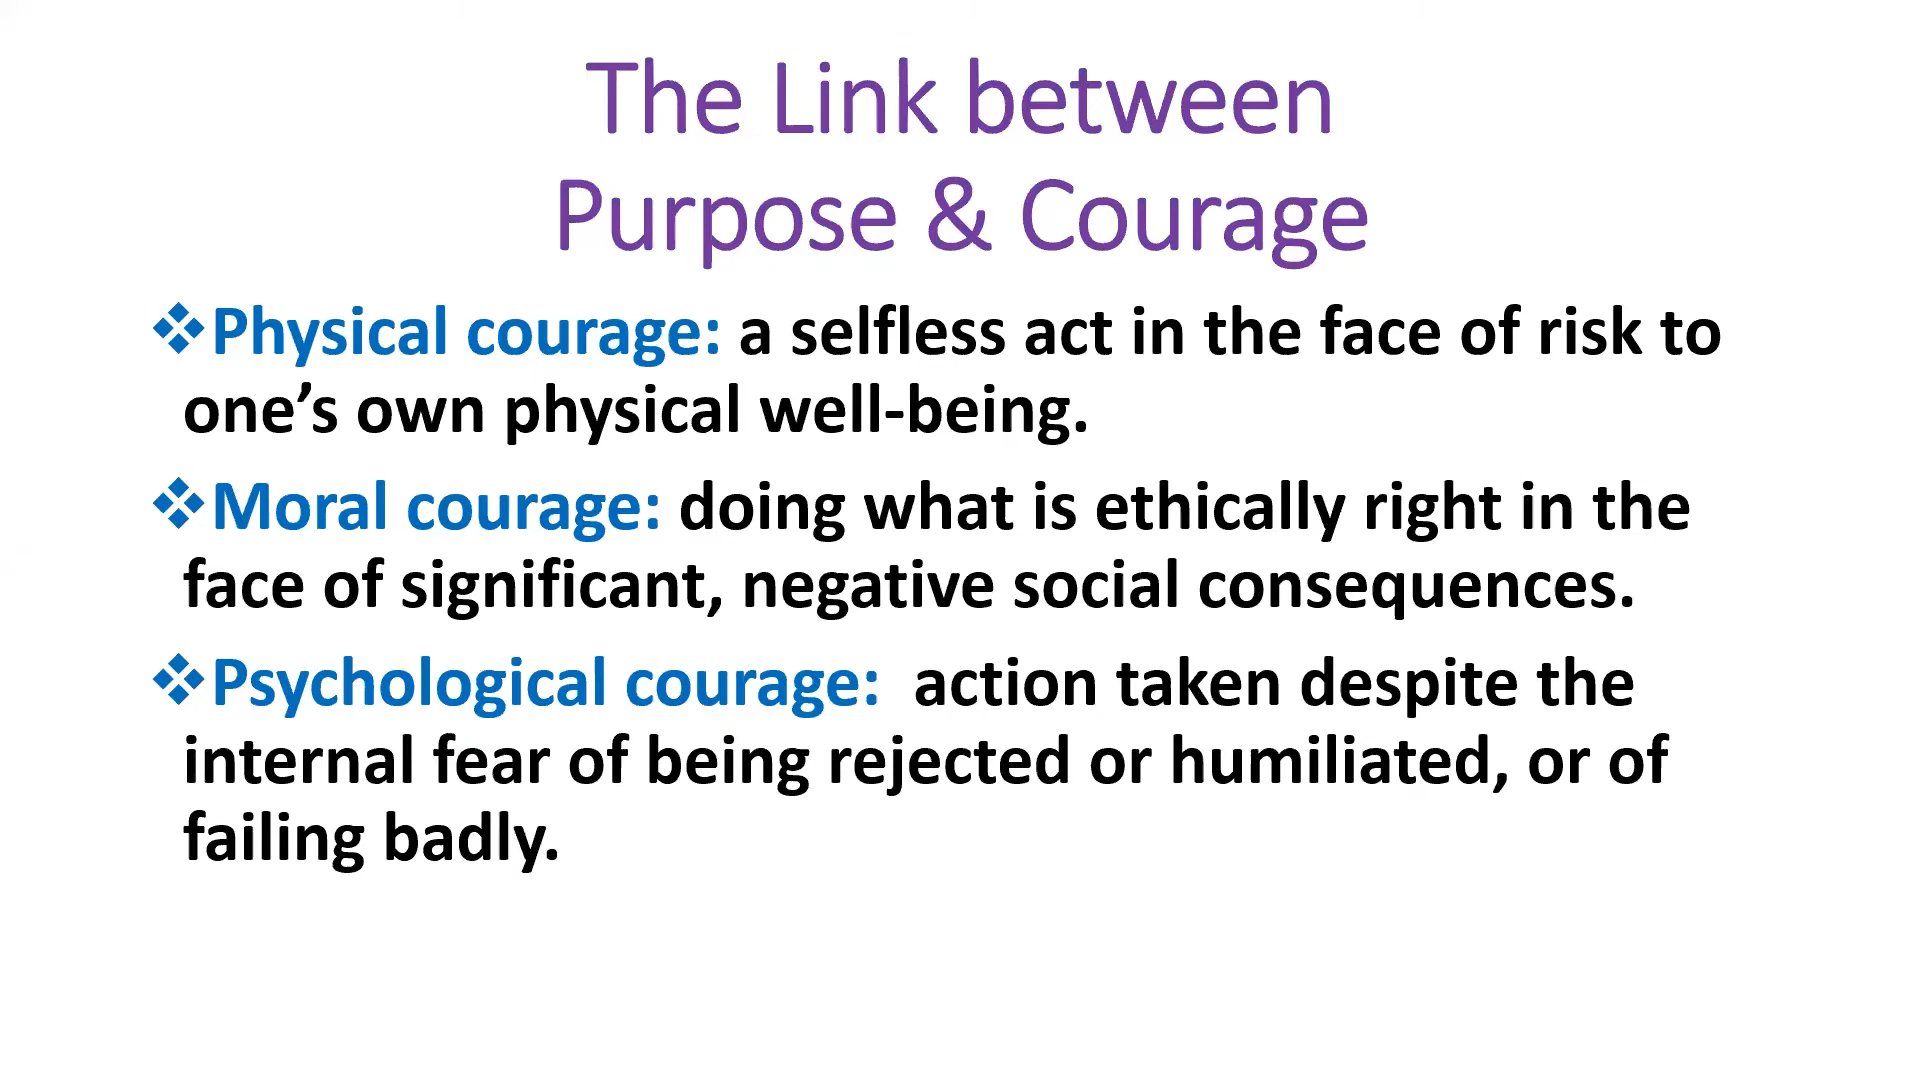 The Link between
Purpose & Courage
❖Physical courage: a selfless act in the face of risk to
one’s own physical well-being.
❖Moral courage: doing what is ethically right in the
face of significant, negative social consequences.
❖Psychological courage:  action taken despite the
internal fear of being rejected or humiliated, or of
failing badly.